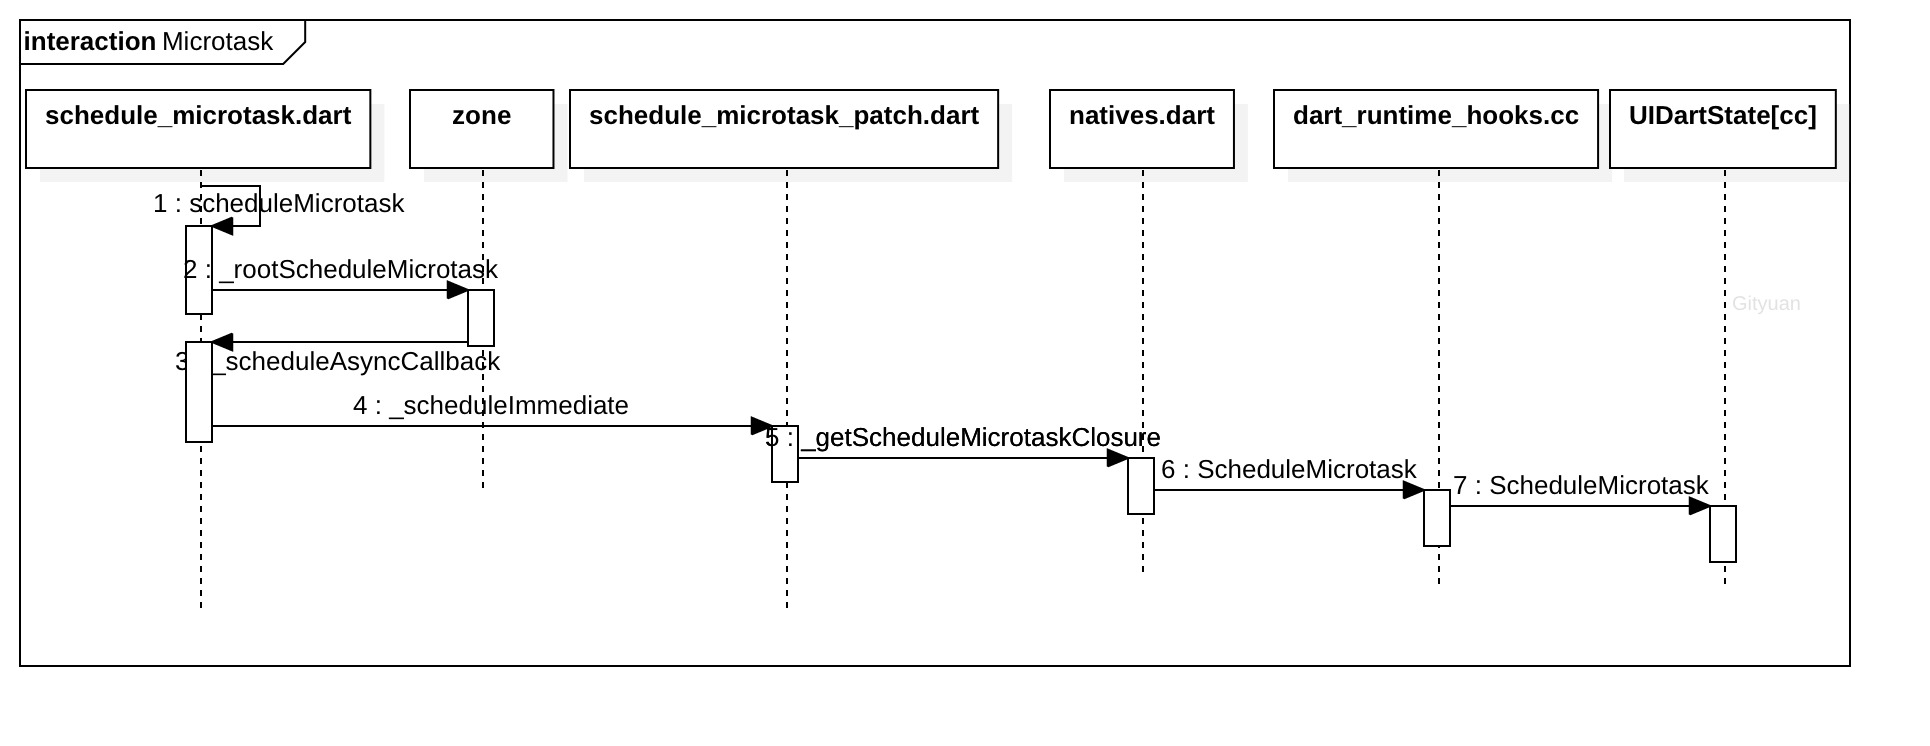 interaction Microtask
schedule_microtask.dart
zone
schedule_microtask_patch.dart
natives.dart
dart_runtime_hooks.cc
UIDartState[cc]
1 : scheduleMicrotask
2 : _rootScheduleMicrotask
Gityuan
3 _scheduleAsyncCallback
4 : _scheduleImmediate
5 : _getScheduleMicrotaskClosure
6 : ScheduleMicrotask
7 : ScheduleMicrotask